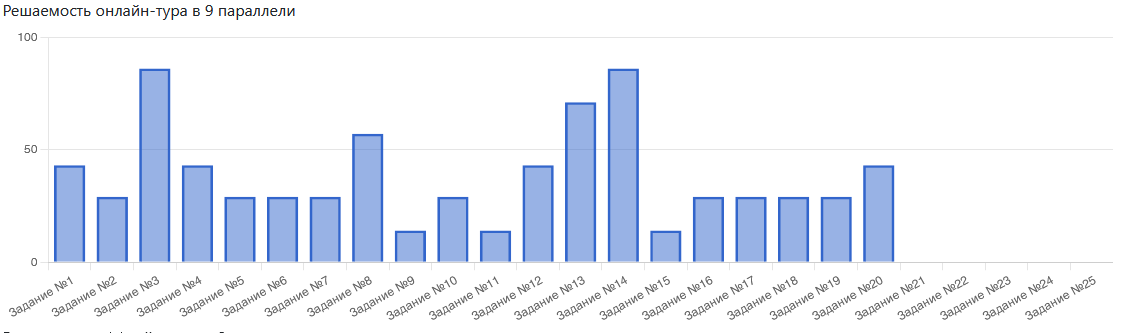 Решаемость онлайн-тура в 9 параллели
100
50
0
Задание №1
Задание №2
Задание №3
Задание №4
Задание №5
Задание №6
Задание №7
Задание №8
Задание №9
Задание №10
Задание №11
Задание №12
Задание №13
Задание №14
Задание №15
Задание №16
Задание №17
Задание №18
Задание №19
Задание №20
Задание №21
Задание №22
Задание №23
Задание №24
Задание №25